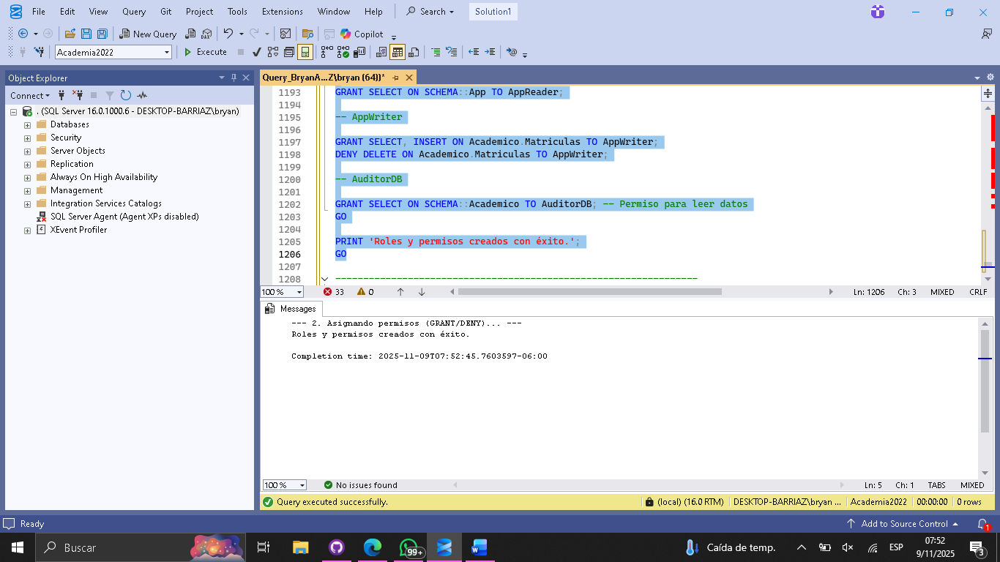 File Edit View Query Git Project Tools Extensions Window Help Search Solution1
New Query DAX Copilot
Academia2022 Execute
Object Explorer
Connect
. (SQL Server 16.0.1000.6 - DESKTOP-BARRIAZ\bryan)
Databases
Security
Server Objects
Replication
Always On High Availability
Management
Integration Services Catalogs
SQL Server Agent (Agent XPs disabled)
XEvent Profiler
Query_BryanA...Z\bryan (64))*
1193 GRANT SELECT ON SCHEMA::App TO AppReader;
1194
1195 -- AppWriter
1196
1197 GRANT SELECT, INSERT ON Academico.Matriculas TO AppWriter;
1198 DENY DELETE ON Academico.Matriculas TO AppWriter;
1199
1200 -- AuditorDB
1201
1202 GRANT SELECT ON SCHEMA::Academico TO AuditorDB; -- Permiso para leer datos
1203 GO
1204
1205 PRINT 'Roles y permisos creados con éxito.';
1206 GO
1207
1208 -----------------------------------------------------------------
100 % 33 0 Ln: 1206 Ch: 3 MIXED CRLF
Messages
--- 2. Asignando permisos (GRANT/DENY)... ---
Roles y permisos creados con éxito.
Completion time: 2025-11-09T07:52:45.7603597-06:00
100 % No issues found Ln: 5 Ch: 1 TABS MIXED
Query executed successfully. (local) (16.0 RTM) DESKTOP-BARRIAZ\bryan ... Academia2022 00:00:00 0 rows
Ready Add to Source Control 1
Buscar 99+ Caída de temp. ESP 07:52
9/11/2025 3